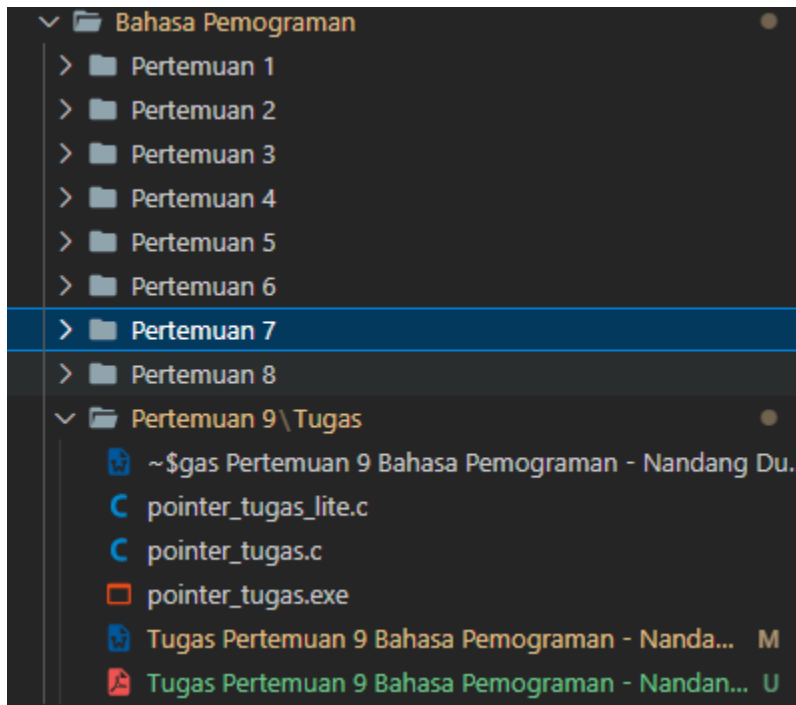 Bahasa Pemograman
Pertemuan 1
Pertemuan 2
Pertemuan 3
Pertemuan 4
Pertemuan 5
Pertemuan 6
Pertemuan 7
Pertemuan 8
Pertemuan 9\Tugas
~$gas Pertemuan 9 Bahasa Pemograman - Nandang Du...
pointer_tugas_lite.c
pointer_tugas.c
pointer_tugas.exe
Tugas Pertemuan 9 Bahasa Pemograman - Nanda... M
Tugas Pertemuan 9 Bahasa Pemograman - Nandan... U